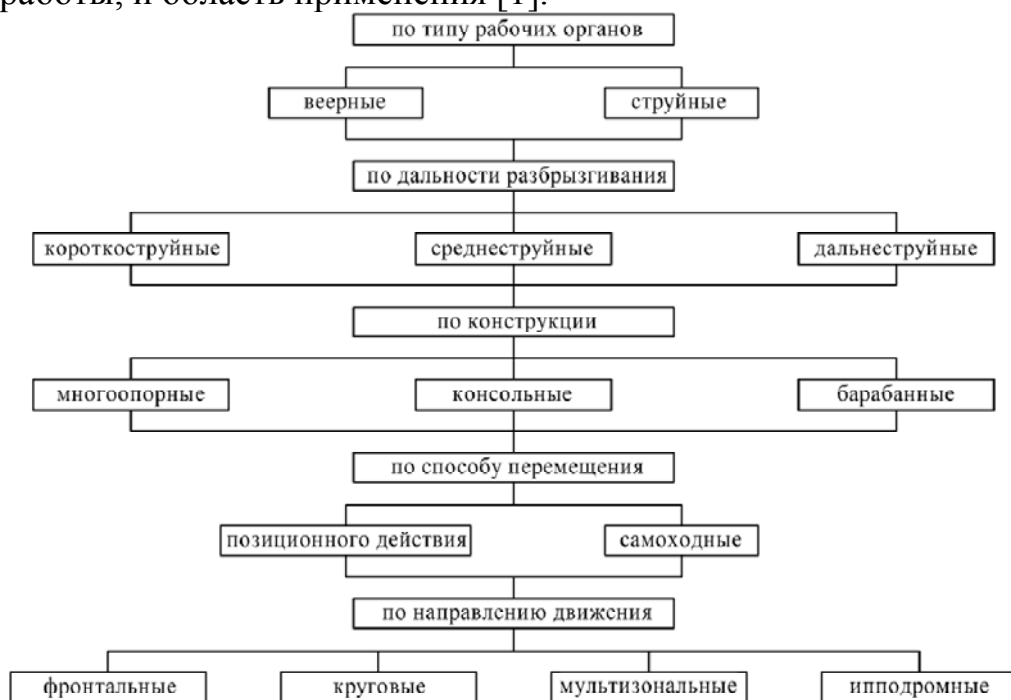 работы, и область применения [1].
по типу рабочих органов
веерные струйные
по дальности разбрызгивания
короткоструйные среднеструйные дальнеструйные
по конструкции
многоопорные консольные барабанные
по способу перемещения
позиционного действия самоходные
по направлению движения
фронтальные круговые мультизональные ипподромные